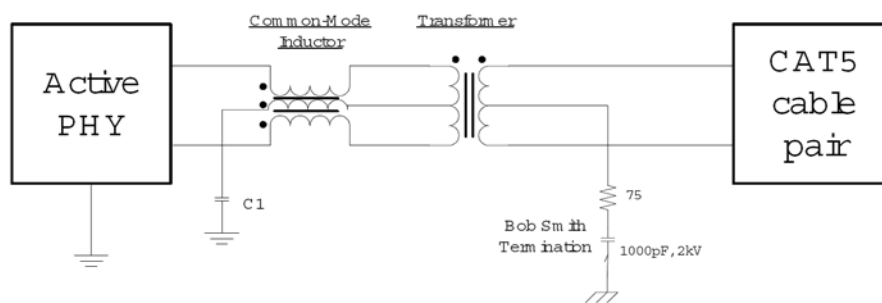 Common-Mode
Inductor
Transformer
Active
PHY
CAT5
cable
pair
C1
75
Bob Smith
Termination
1000pF,2kV